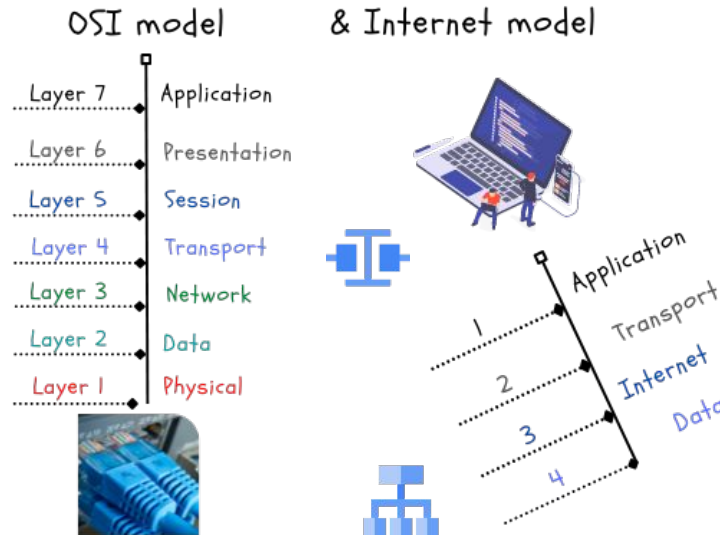 OSI model & Internet model
Layer 7 Application
Layer 6 Presentation
Layer 5 Session
Layer 4 Transport
Layer 3 Network
Layer 2 Data
Layer 1 Physical
1 Application
2 Transport
3 Internet
4 Data